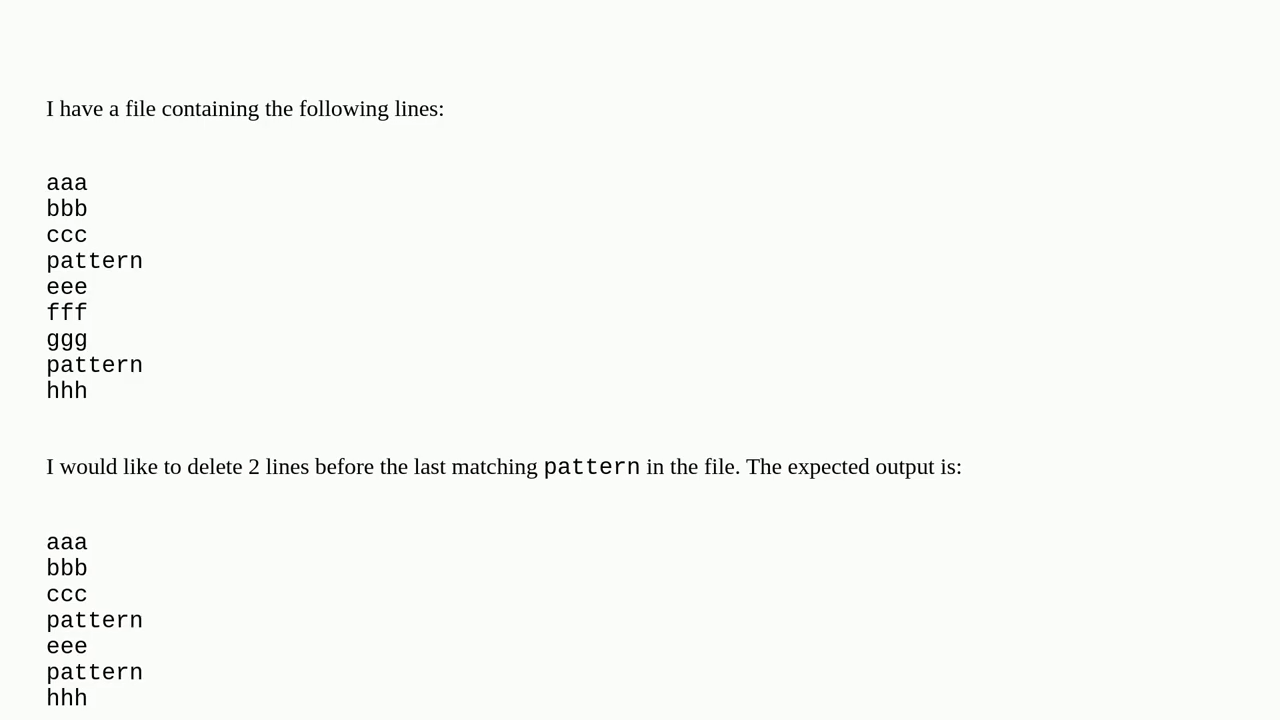 I have a file containing the following lines:
aaa
bbb
ccc
pattern
eee
fff
ggg
pattern
hhh
I would like to delete 2 lines before the last matching pattern in the file. The expected output is:
aaa
bbb
ccc
pattern
eee
pattern
hhh